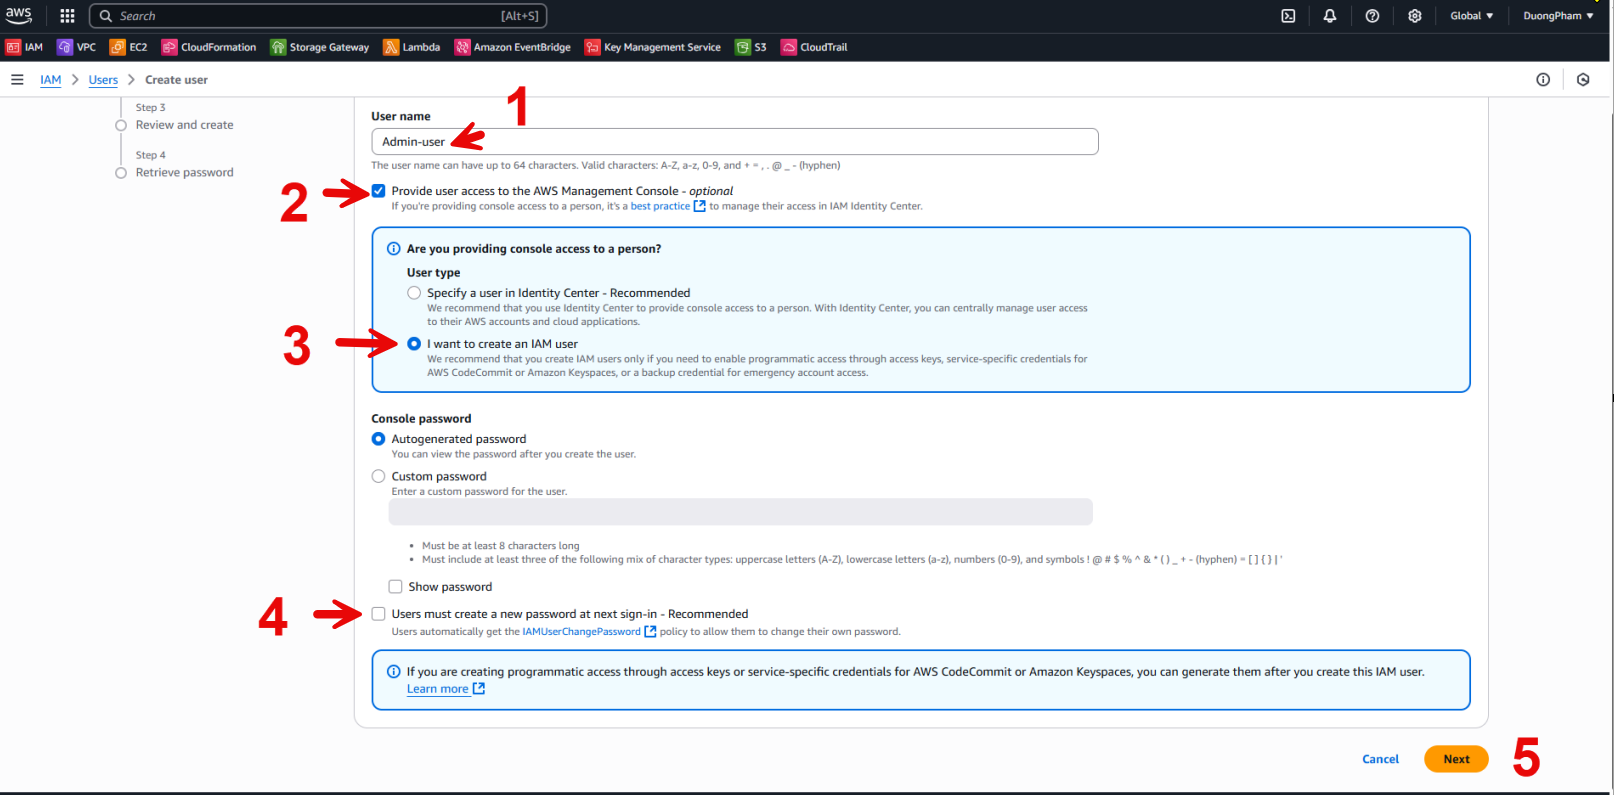 aws
Search [Alt+S]
Global ▼ DuongPham ▼
IAM VPC EC2 CloudFormation Storage Gateway Lambda Amazon EventBridge Key Management Service S3 CloudTrail
IAM > Users > Create user
Step 3
Review and create
Step 4
Retrieve password
1
User name
Admin-user
The user name can have up to 64 characters. Valid characters: A-Z, a-z, 0-9, and + = , . @ _ - (hyphen)
2
Provide user access to the AWS Management Console - optional
If you're providing console access to a person, it's a best practice to manage their access in IAM Identity Center.
Are you providing console access to a person?
User type
Specify a user in Identity Center - Recommended
We recommend that you use Identity Center to provide console access to a person. With Identity Center, you can centrally manage user access
to their AWS accounts and cloud applications.
3
I want to create an IAM user
We recommend that you create IAM users only if you need to enable programmatic access through access keys, service-specific credentials for
AWS CodeCommit or Amazon Keyspaces, or a backup credential for emergency account access.
Console password
Autogenerated password
You can view the password after you create the user.
Custom password
Enter a custom password for the user.
• Must be at least 8 characters long
• Must include at least three of the following mix of character types: uppercase letters (A-Z), lowercase letters (a-z), numbers (0-9), and symbols ! @ # $ % ^ & * ( ) _ + - (hyphen) = [ ] { } | '
Show password
4
Users must create a new password at next sign-in - Recommended
Users automatically get the IAMUserChangePassword policy to allow them to change their own password.
If you are creating programmatic access through access keys or service-specific credentials for AWS CodeCommit or Amazon Keyspaces, you can generate them after you create this IAM user.
Learn more
Cancel Next
5